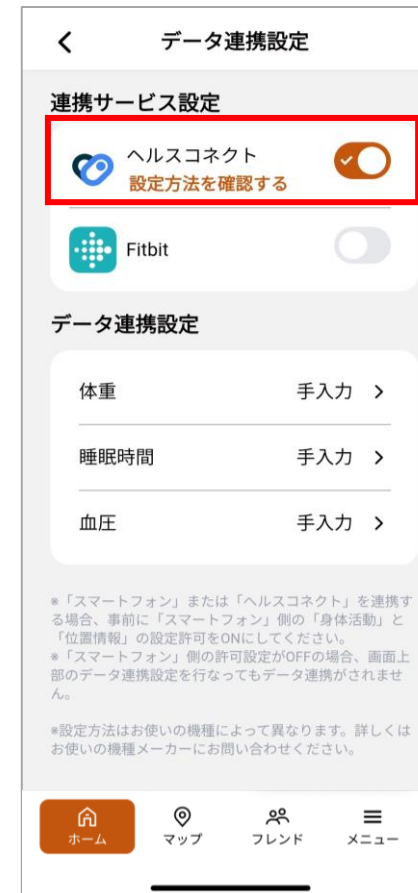 データ連携設定
連携サービス設定
ヘルスコネクト
設定方法を確認する
Fitbit
データ連携設定
体重 手入力
睡眠時間 手入力
血圧 手入力
※「スマートフォン」または「ヘルスコネクト」を連携す
る場合、事前に「スマートフォン」側の「身体活動」と
「位置情報」の設定許可をONにしてください。
※「スマートフォン」側の許可設定がOFFの場合、画面上
部のデータ連携設定を行なってもデータ連携がされませ
ん。
※設定方法はお使いの機種によって異なります。詳しくは
お使いの機種メーカーにお問い合わせください。
ホーム マップ フレンド メニュー